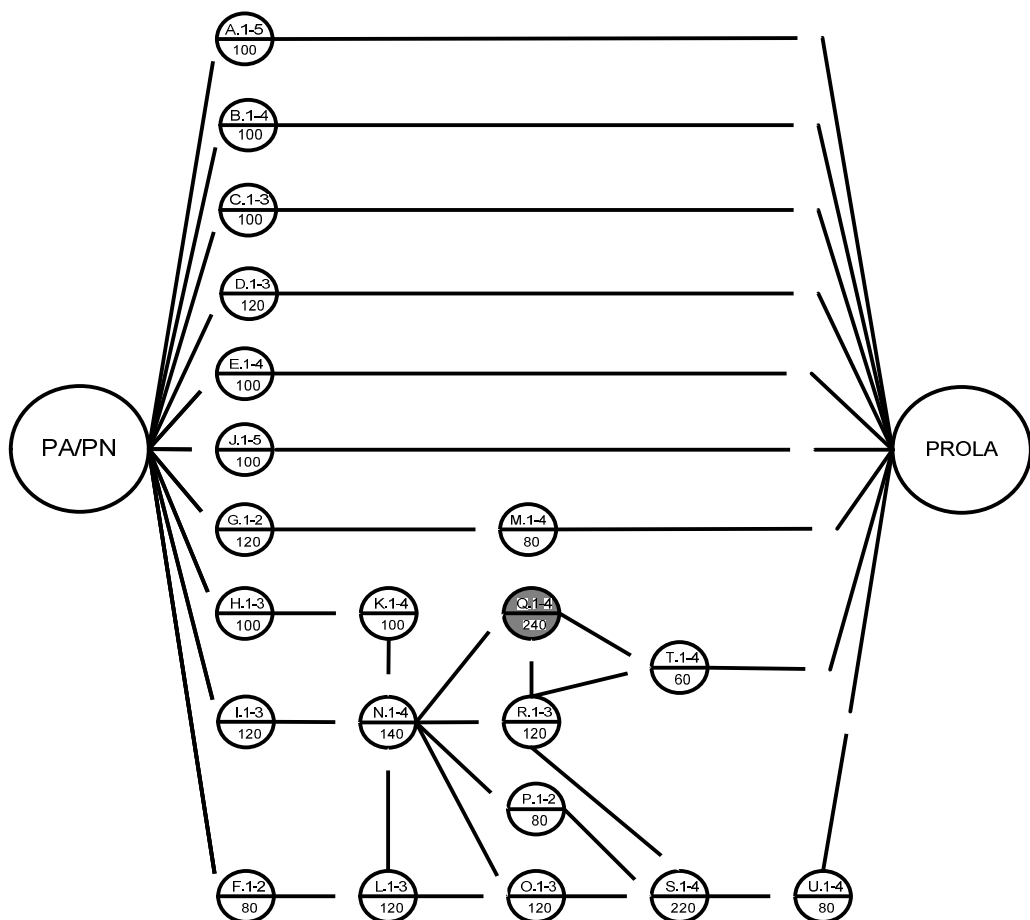 A.1-5
100
B.1-4
100
C.1-3
100
D.1-3
120
E.1-4
100
PA/PN
J.1-5
100
PROLA
G.1-2
120
M.1-4
80
H.1-3
100
K.1-4
100
Q.1-4
240
T.1-4
60
I.1-3
120
N.1-4
140
R.1-3
120
P.1-2
80
F.1-2
80
L.1-3
120
O.1-3
120
S.1-4
220
U.1-4
80